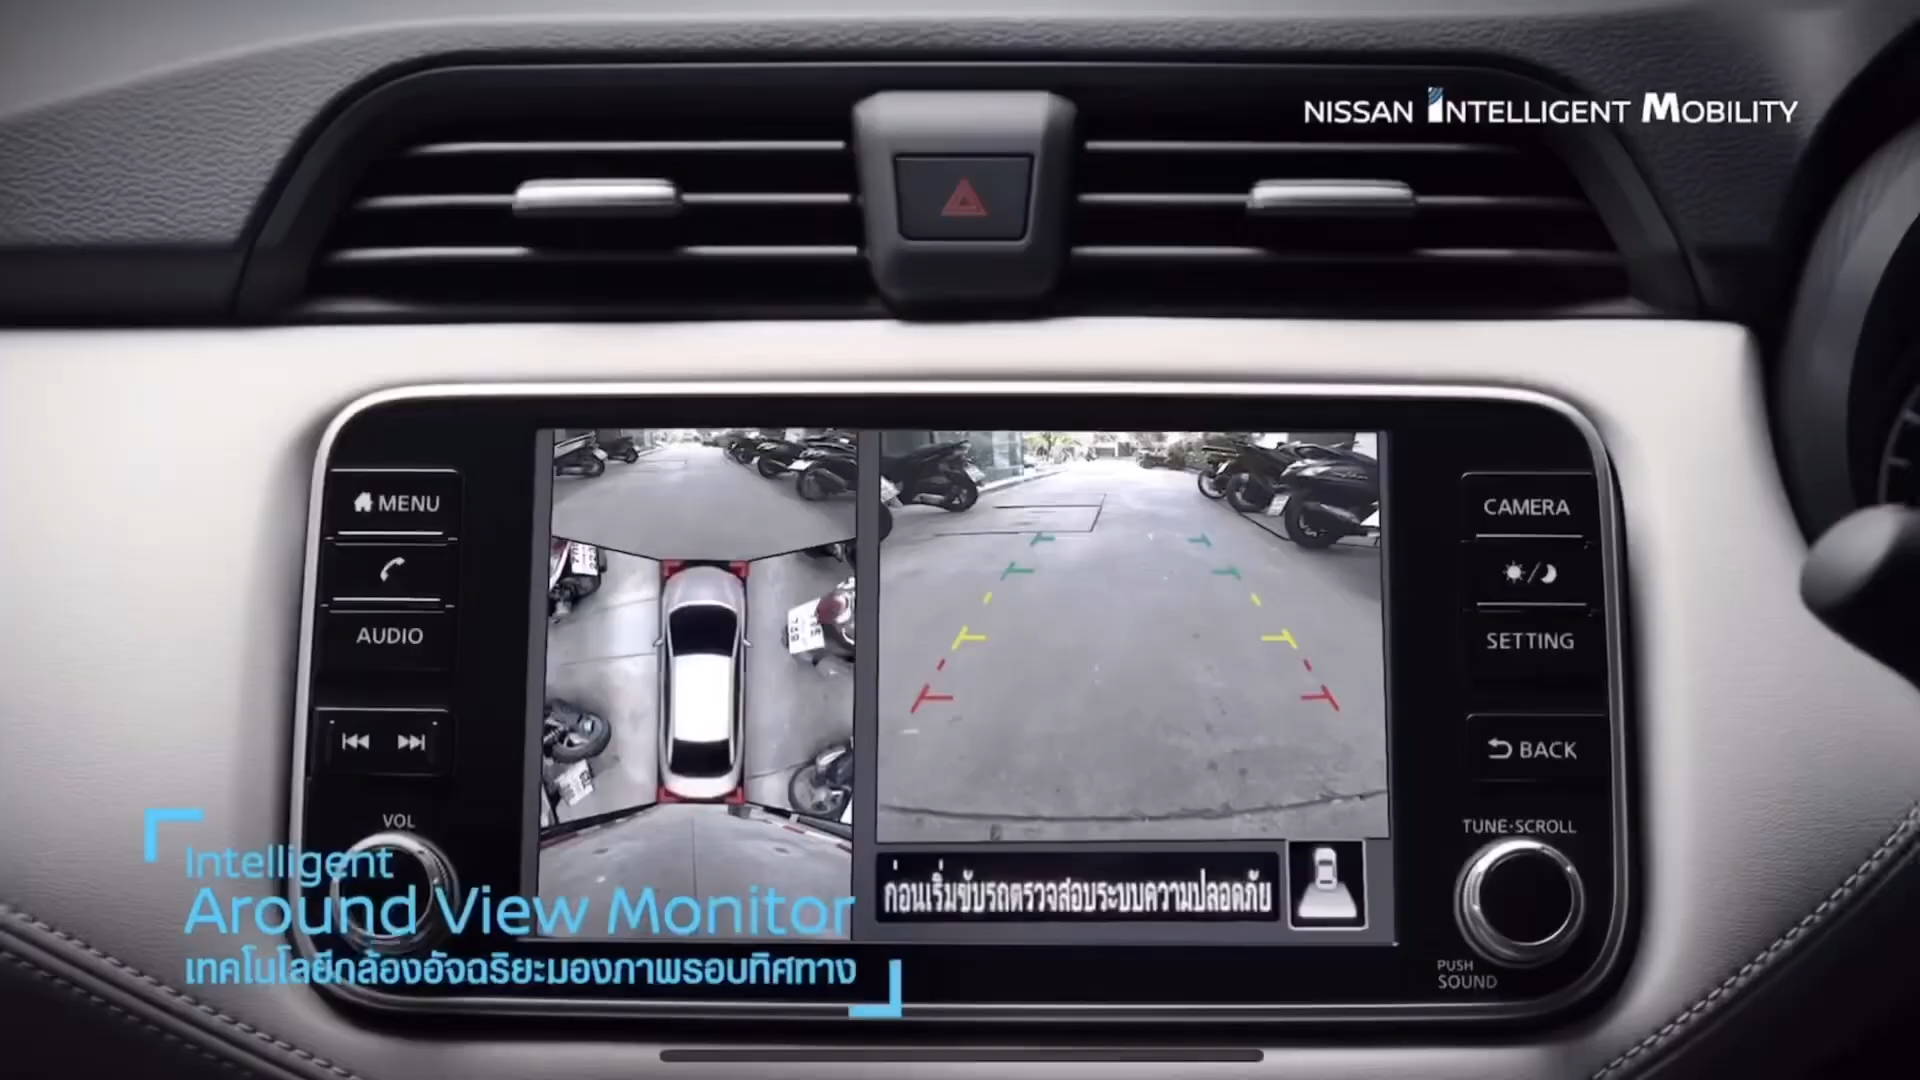 NISSAN INTELLIGENT MOBILITY
MENU
AUDIO
VOL
CAMERA
SETTING
BACK
TUNE·SCROLL
PUSH
SOUND
ก่อนเริ่มขับรถตรวจสอบระบบความปลอดภัย
Intelligent
Around View Monitor
เทคโนโลยีกล้องอัจฉริยะมองภาพรอบทิศทาง